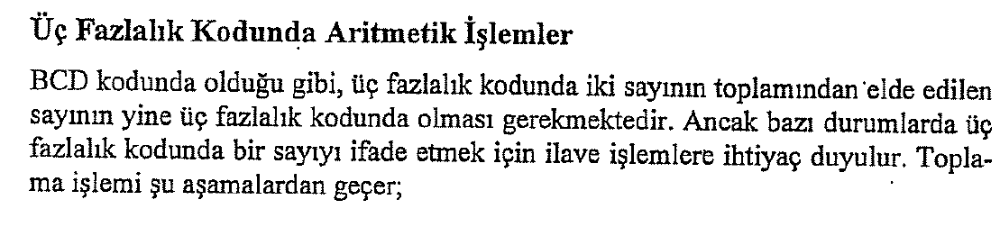 Üç Fazlalık Kodunda Aritmetik İşlemler
BCD kodunda olduğu gibi, üç fazlalık kodunda iki sayının toplamından elde edilen
sayının yine üç fazlalık kodunda olması gerekmektedir. Ancak bazı durumlarda üç
fazlalık kodunda bir sayıyı ifade etmek için ilave işlemlere ihtiyaç duyulur. Topla-
ma işlemi şu aşamalardan geçer;